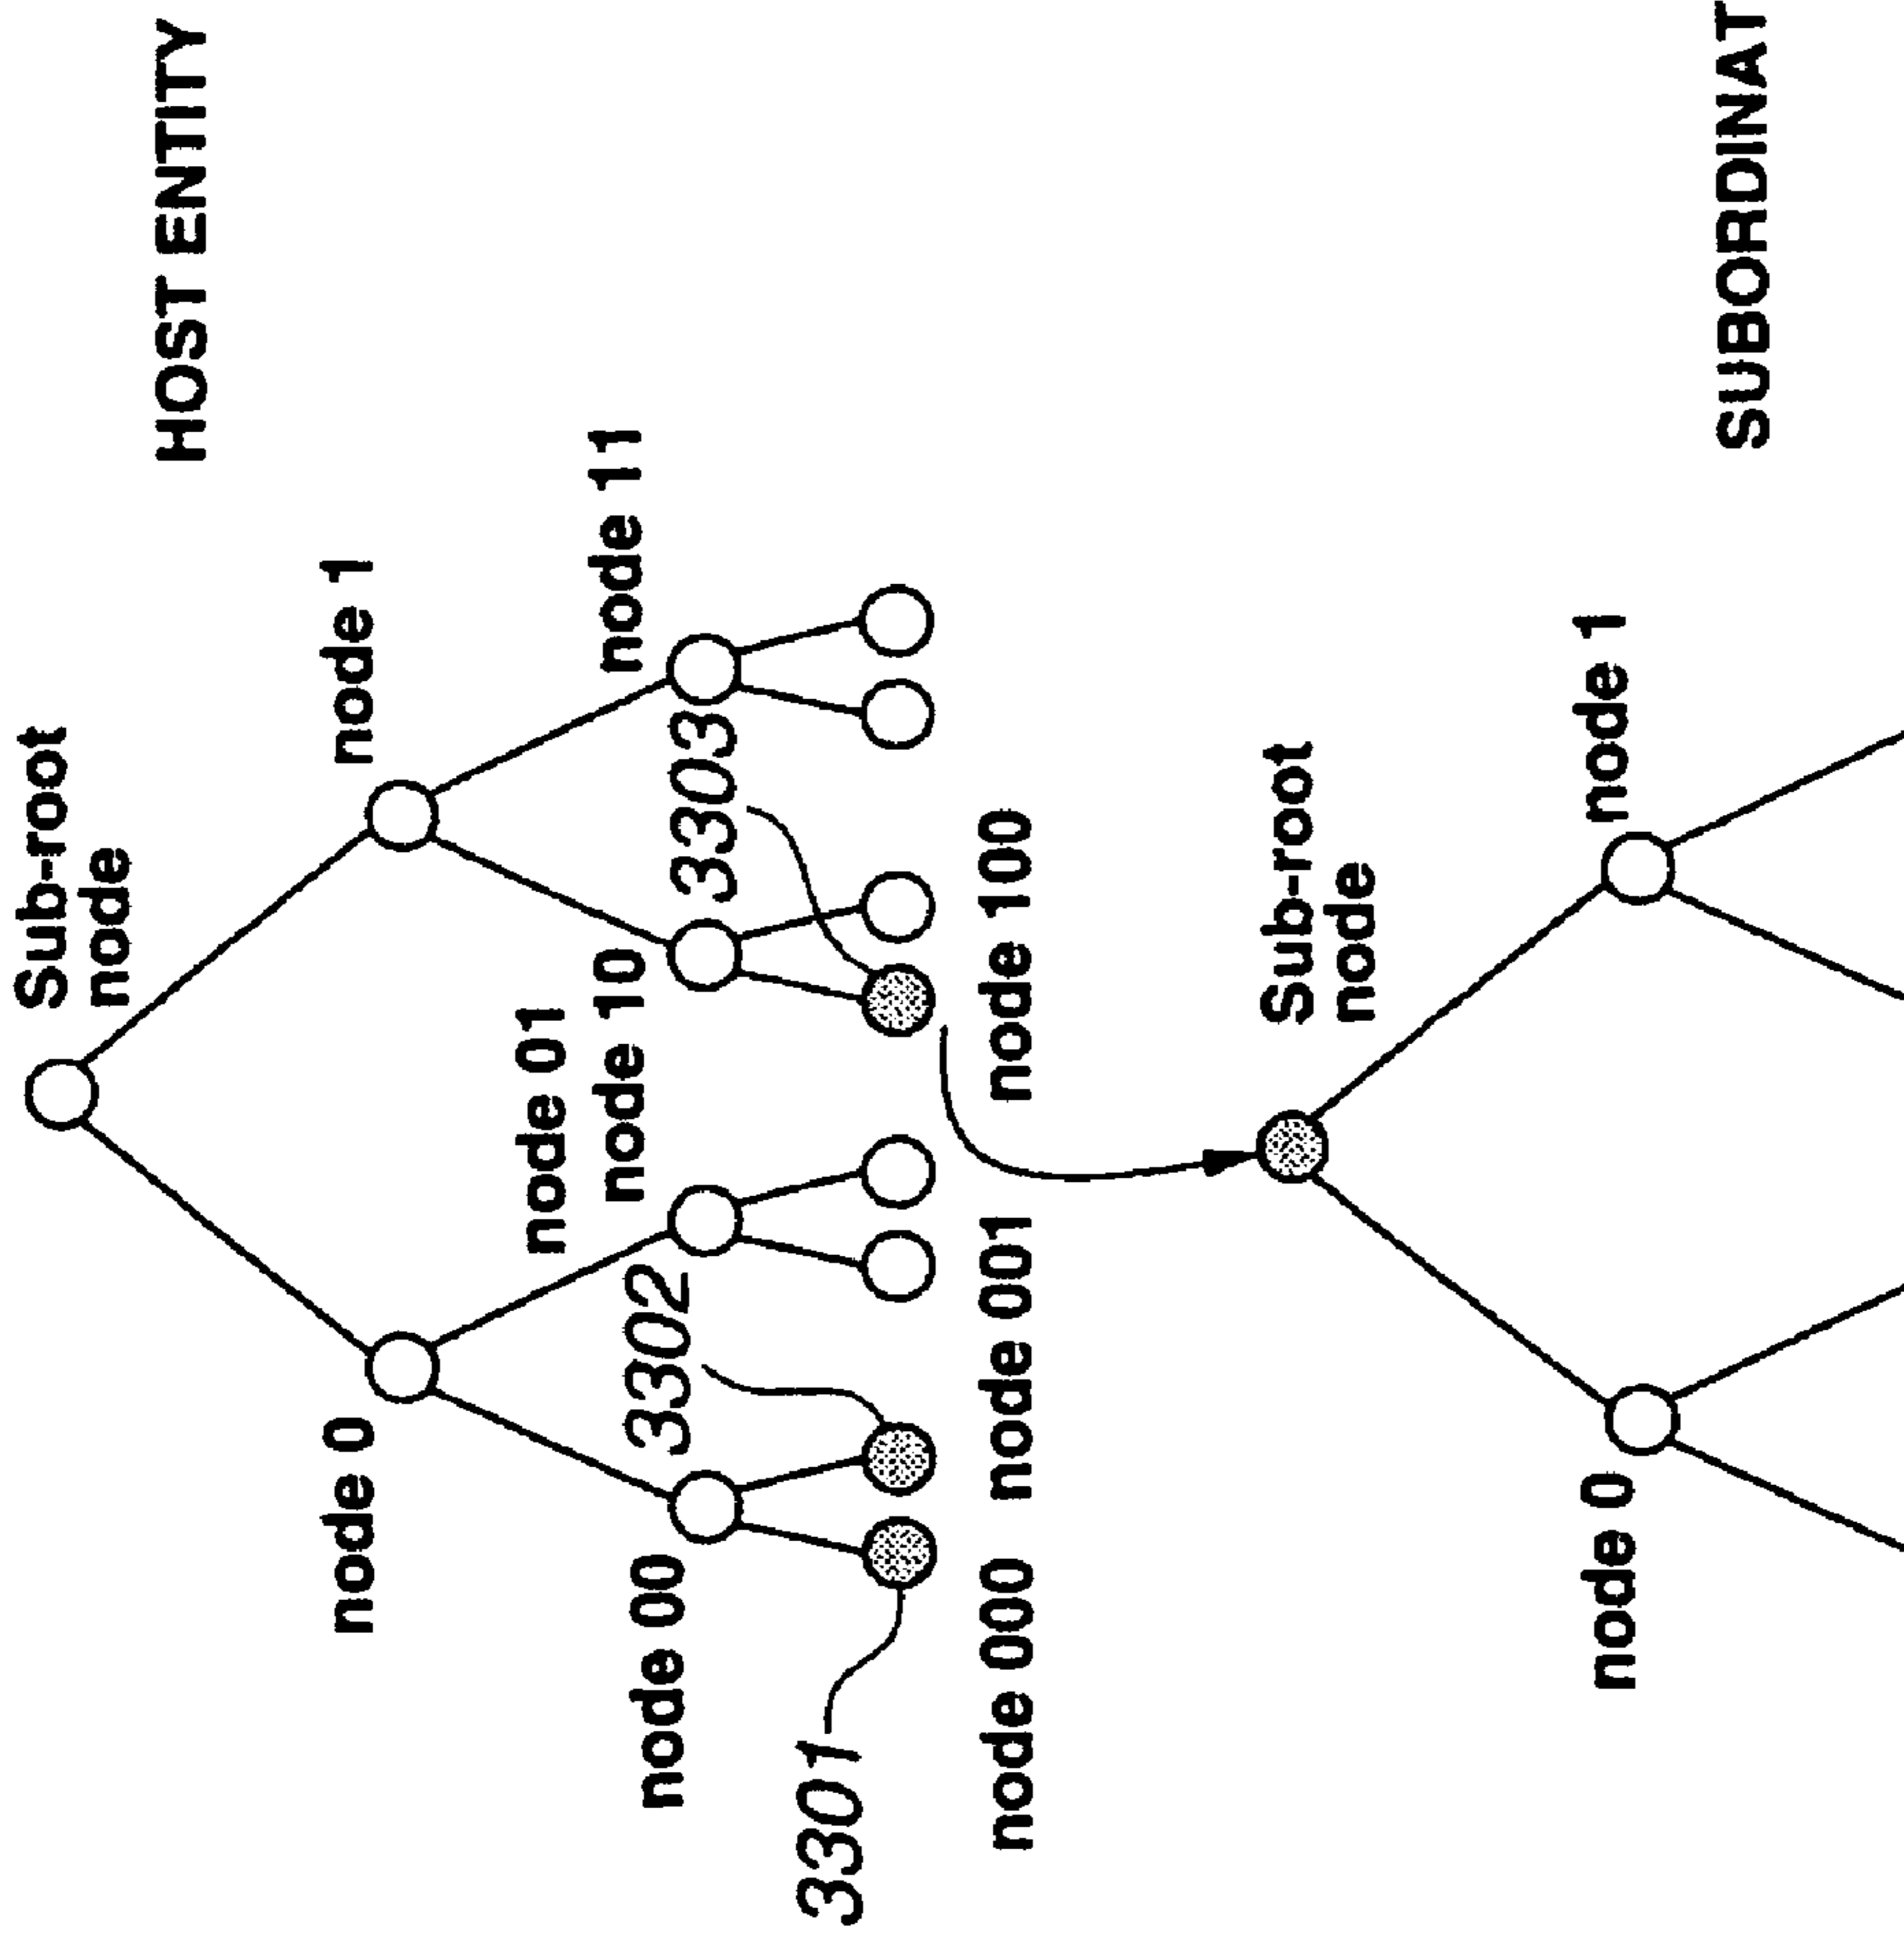 Sub-root
node
HOST ENTITY
node 0
node 1
node 01
node 10
node 11
node 00
3302
3303
3301
node 000
node 001
node 100
Sub-root
node
node 0
node 1
SUBORDINAT